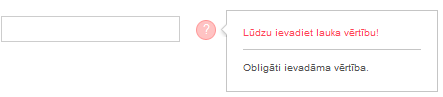 ?
Lūdzu ievadiet lauka vērtību!
Obligāti ievadāma vērtība.